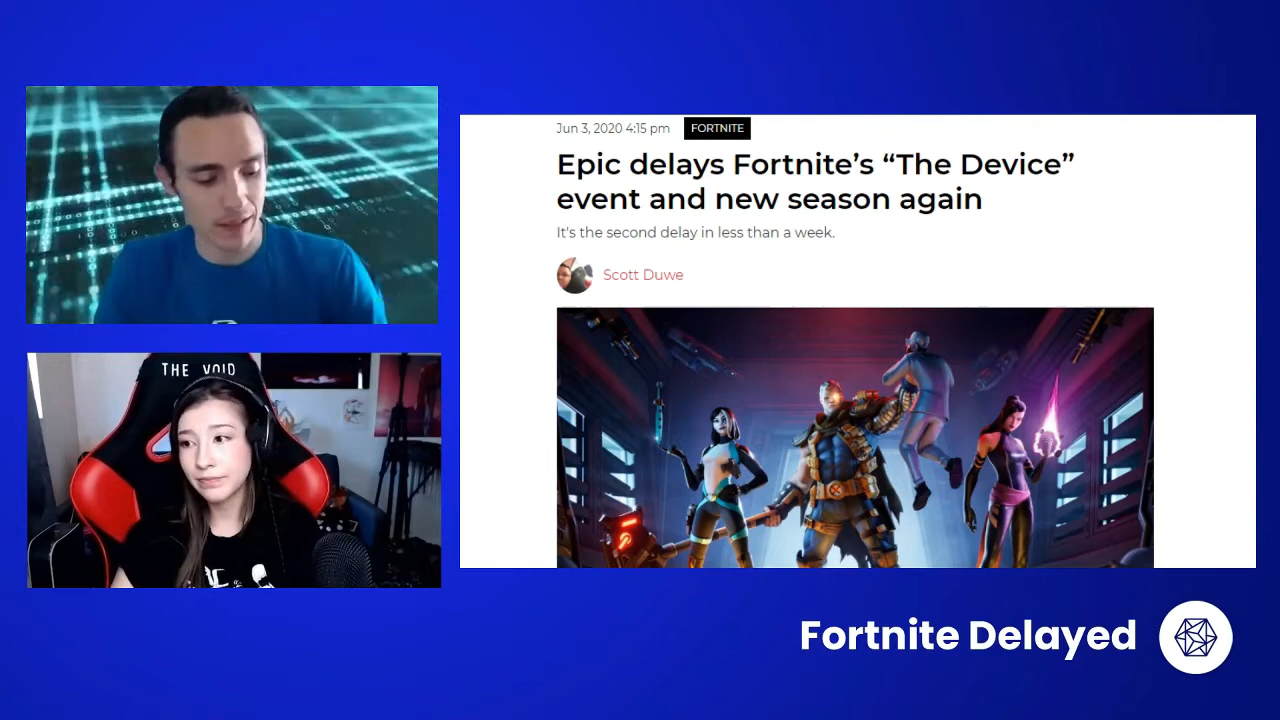 THE VOID
Jun 3, 2020 4:15 pm FORTNITE
Epic delays Fortnite’s “The Device”
event and new season again
It's the second delay in less than a week.
Scott Duwe
Fortnite Delayed